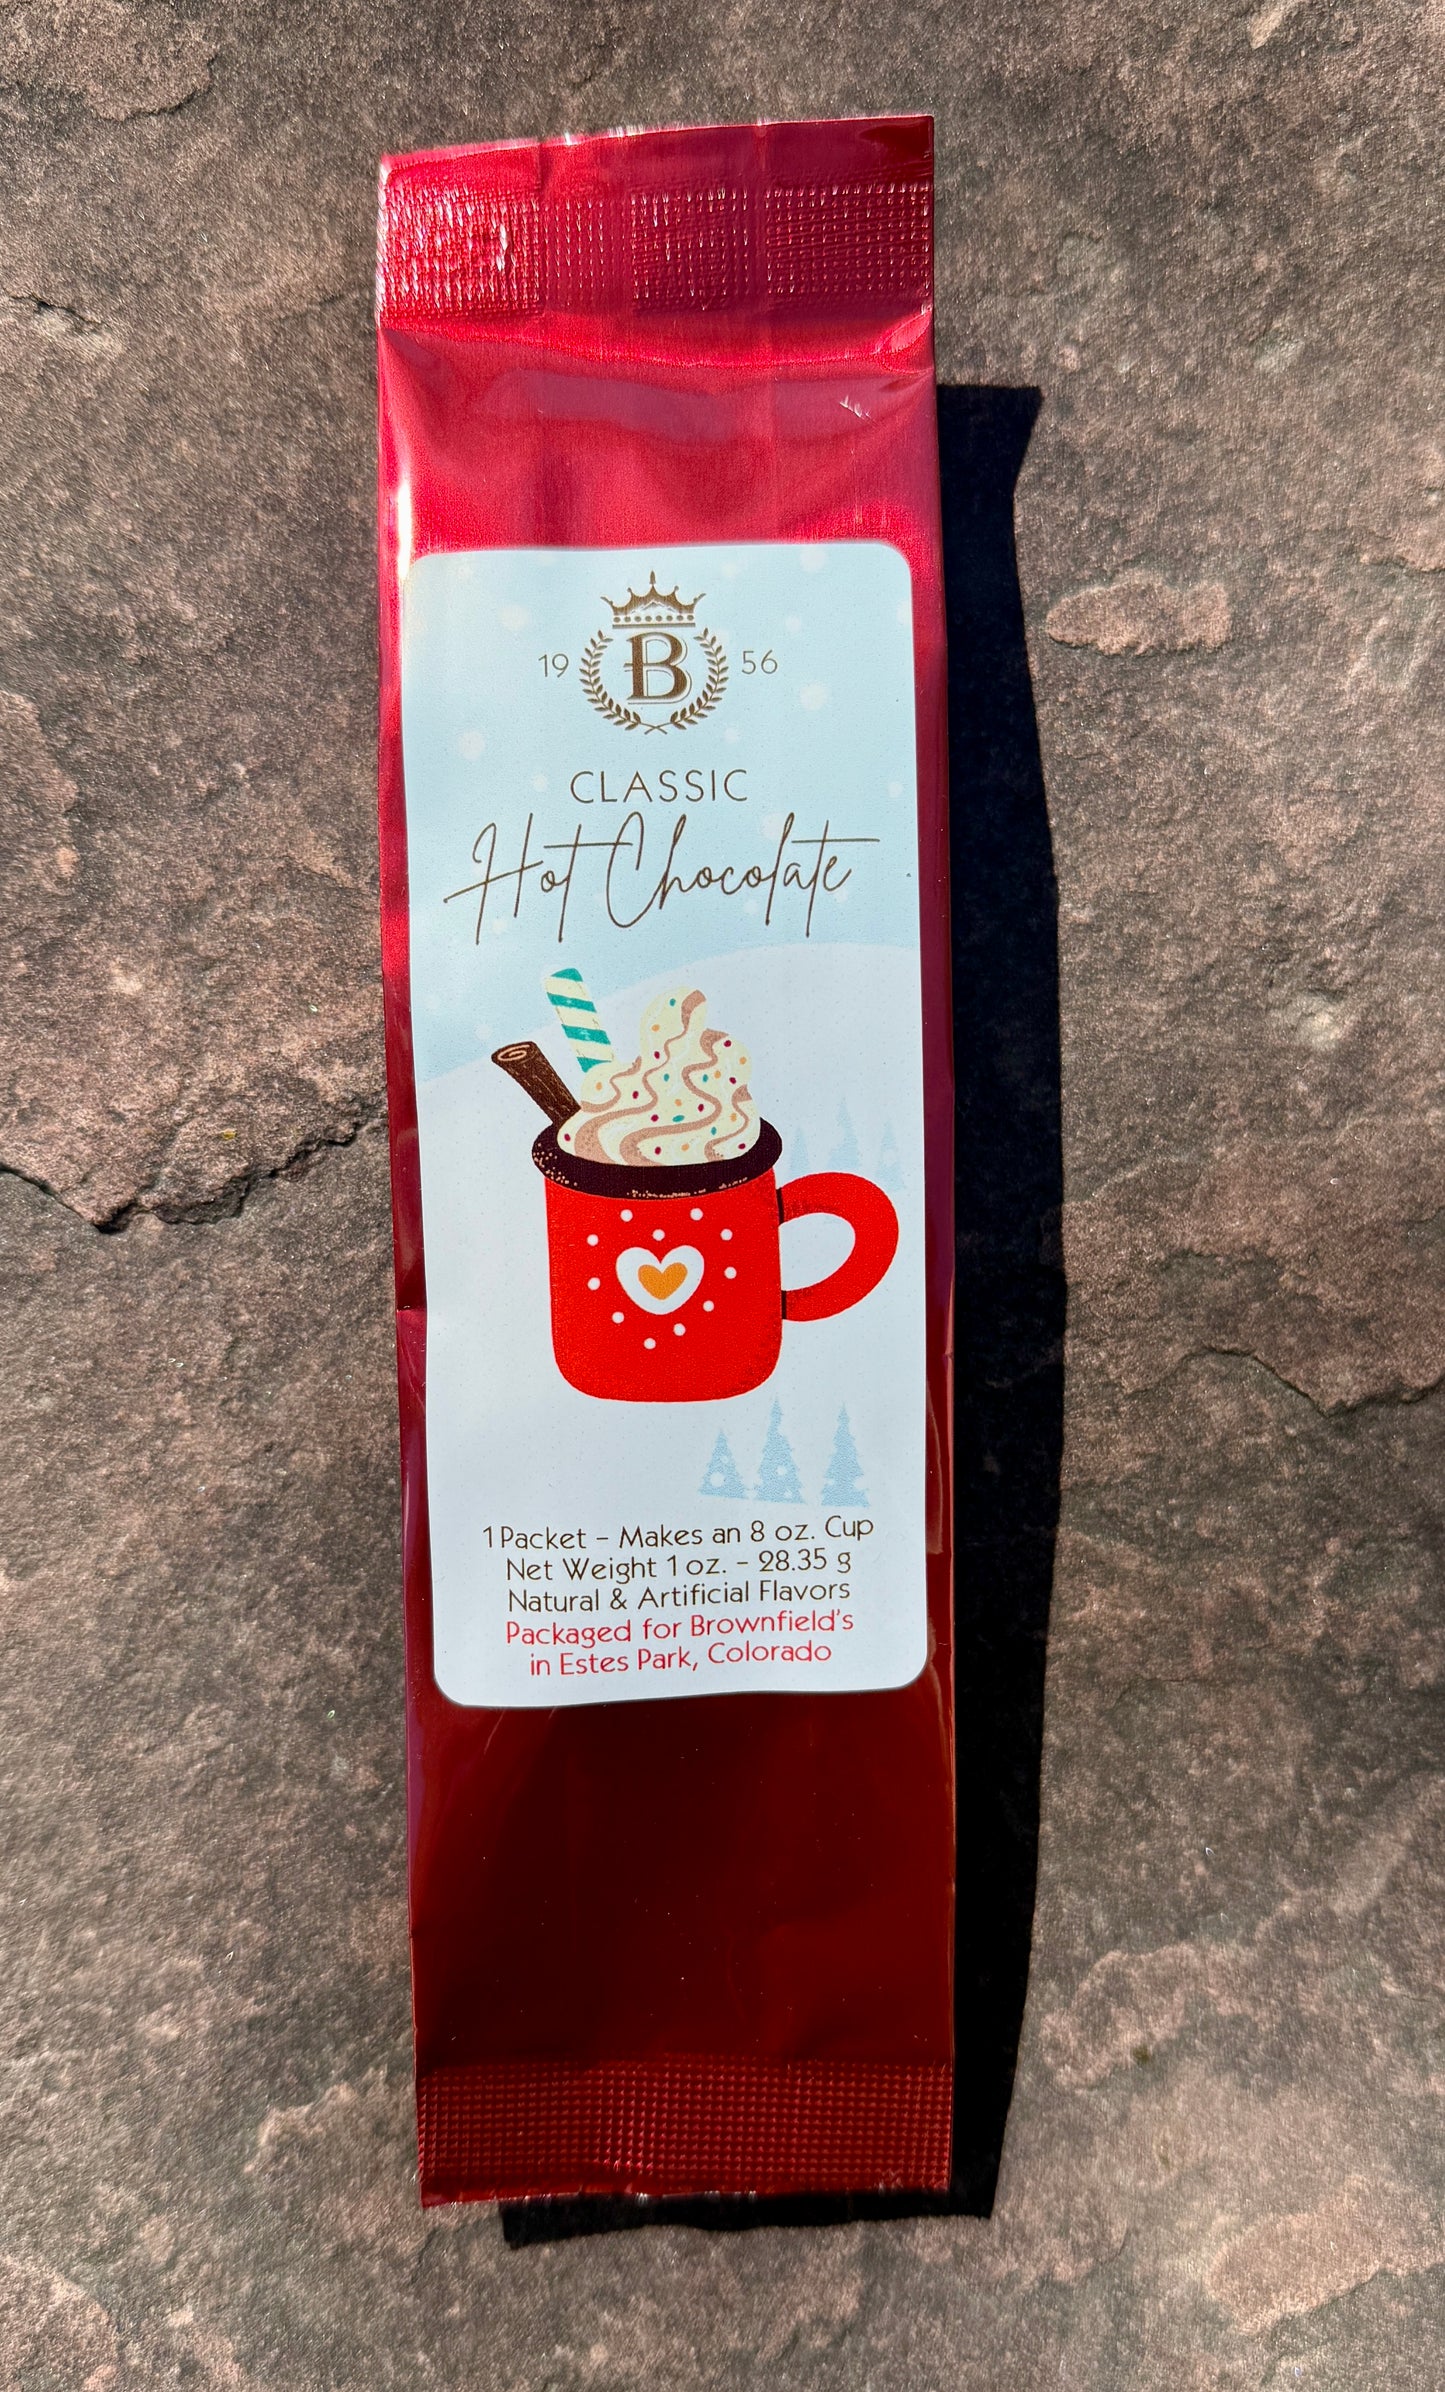 19 B 56
CLASSIC
Hot Chocolate
1 Packet – Makes an 8 oz. Cup
Net Weight 1 oz. – 28.35 g
Natural & Artificial Flavors
Packaged for Brownfield's
in Estes Park, Colorado